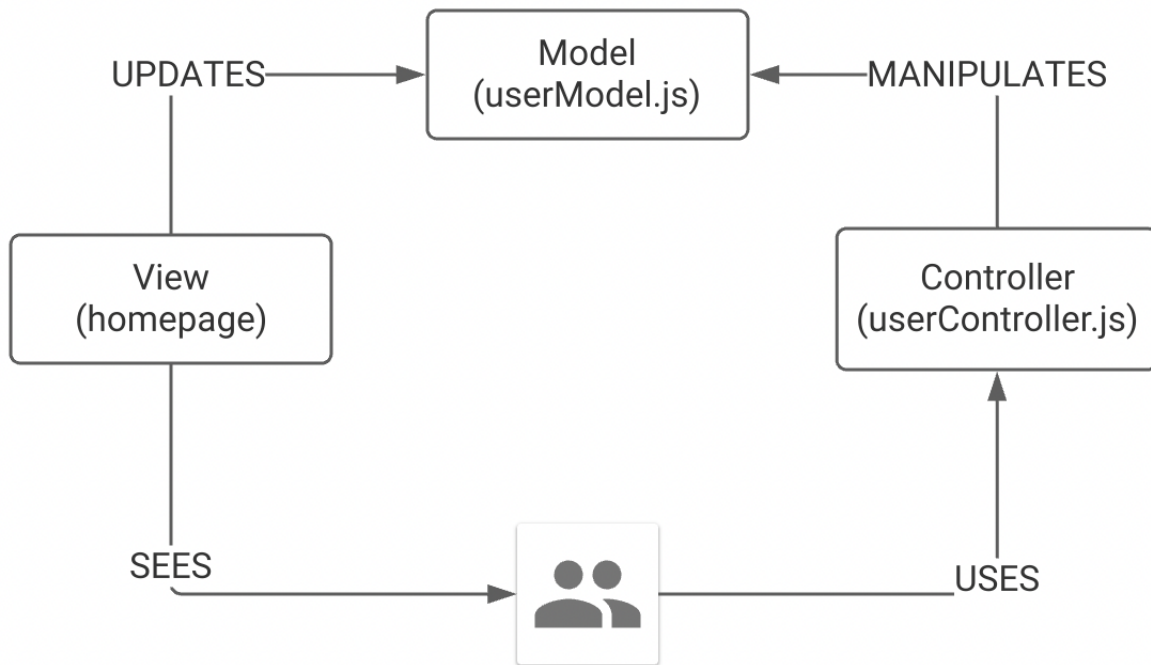 UPDATES
Model
(userModel.js)
MANIPULATES
View
(homepage)
Controller
(userController.js)
SEES
USES